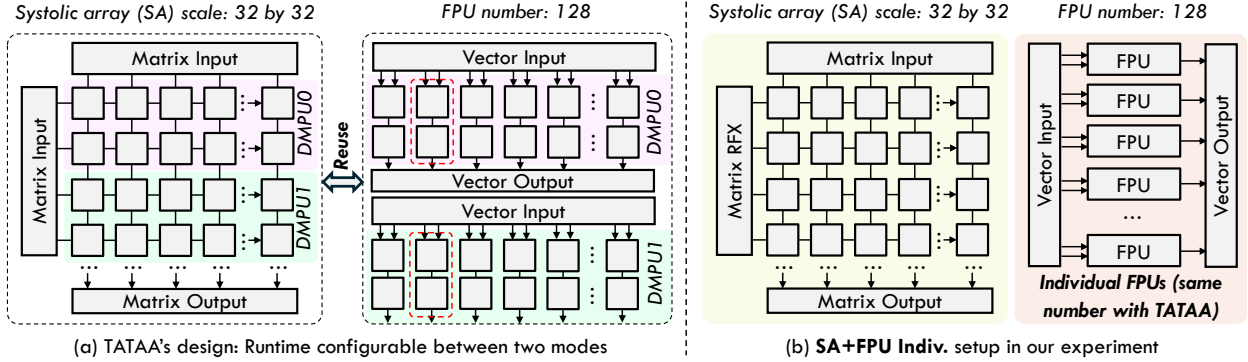 Systolic array (SA) scale: 32 by 32
FPU number: 128
Matrix Input
Matrix Input
DMPU0
DMPU1
Matrix Output
Reuse
Vector Input
DMPU0
Vector Output
Vector Input
DMPU1
(a) TATAA's design: Runtime configurable between two modes
Systolic array (SA) scale: 32 by 32
FPU number: 128
Matrix Input
Matrix RFX
Matrix Output
Vector Input
FPU
FPU
FPU
FPU
...
FPU
Vector Output
Individual FPUs (same
number with TATAA)
(b) SA+FPU Indiv. setup in our experiment